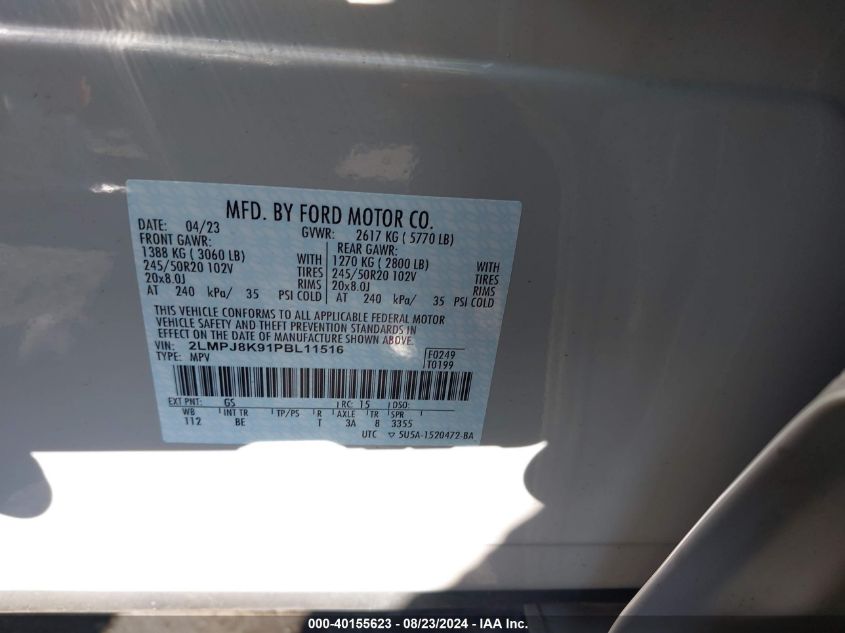 MFD. BY FORD MOTOR CO.
DATE: 04/23 GVWR: 2617 KG ( 5770 LB)
FRONT GAWR: REAR GAWR:
1388 KG ( 3060 LB) WITH 1270 KG ( 2800 LB) WITH
245/50R20 102V TIRES 245/50R20 102V TIRES
20x8.0J RIMS 20x8.0J RIMS
AT 240 kPa/ 35 PSI COLD AT 240 kPa/ 35 PSI COLD
THIS VEHICLE CONFORMS TO ALL APPLICABLE FEDERAL MOTOR
VEHICLE SAFETY AND THEFT PREVENTION STANDARDS IN
EFFECT ON THE DATE OF MANUFACTURE SHOWN ABOVE.
VIN: 2LMPJ8K91PBL11516 F0249
TYPE: MPV T0199
EXT PNT: GS RC: 15 DSO:
WB INT TR TP/PS R AXLE TR SPR
112 BE T 3A 8 3355
UTC ▽ 5U5A-1520472-BA
000-40155623 - 08/23/2024 - IAA Inc.